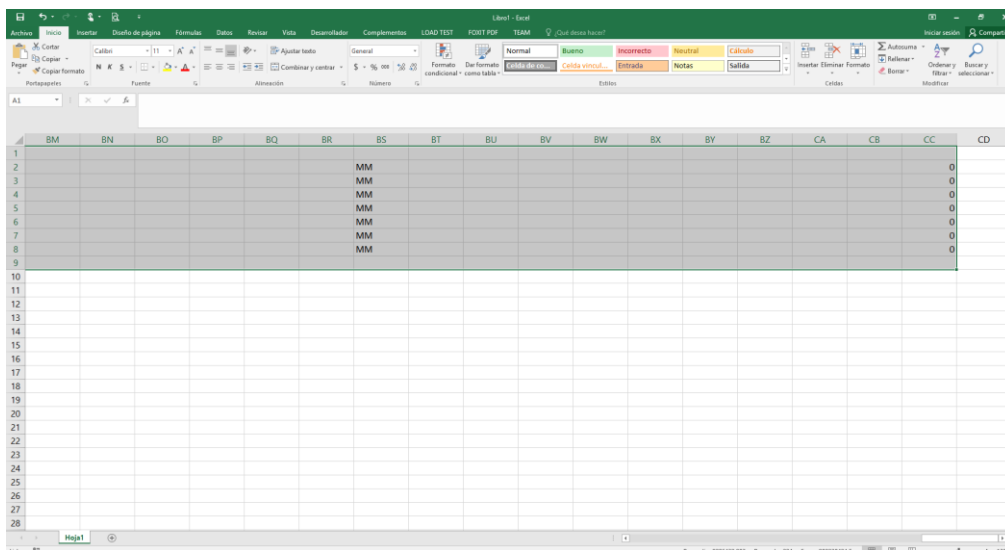 Libro1 - Excel
Archivo Inicio Insertar Diseño de página Fórmulas Datos Revisar Vista Desarrollador Complementos LOAD TEST FOXIT PDF TEAM ¿Qué desea hacer? Iniciar sesión Comparti
Cortar Calibri 11 Ajustar texto General Normal Bueno Incorrecto Neutral Cálculo Autosuma
Pegar Copiar Copiar formato N K S Combinar y centrar $ % 000 Formato condicional Dar formato como tabla Celda de co... Celda vincul... Entrada Notas Salida Insertar Eliminar Formato Rellenar Borrar Ordenar y filtrar Buscar y seleccionar
Portapapeles Fuente Alineación Número Estilos Celdas Modificar
A1 fx
BM BN BO BP BQ BR BS BT BU BV BW BX BY BZ CA CB CC CD
1
2 MM 0
3 MM 0
4 MM 0
5 MM 0
6 MM 0
7 MM 0
8 MM 0
9
10
11
12
13
14
15
16
17
18
19
20
21
22
23
24
25
26
27
28
Hoja1